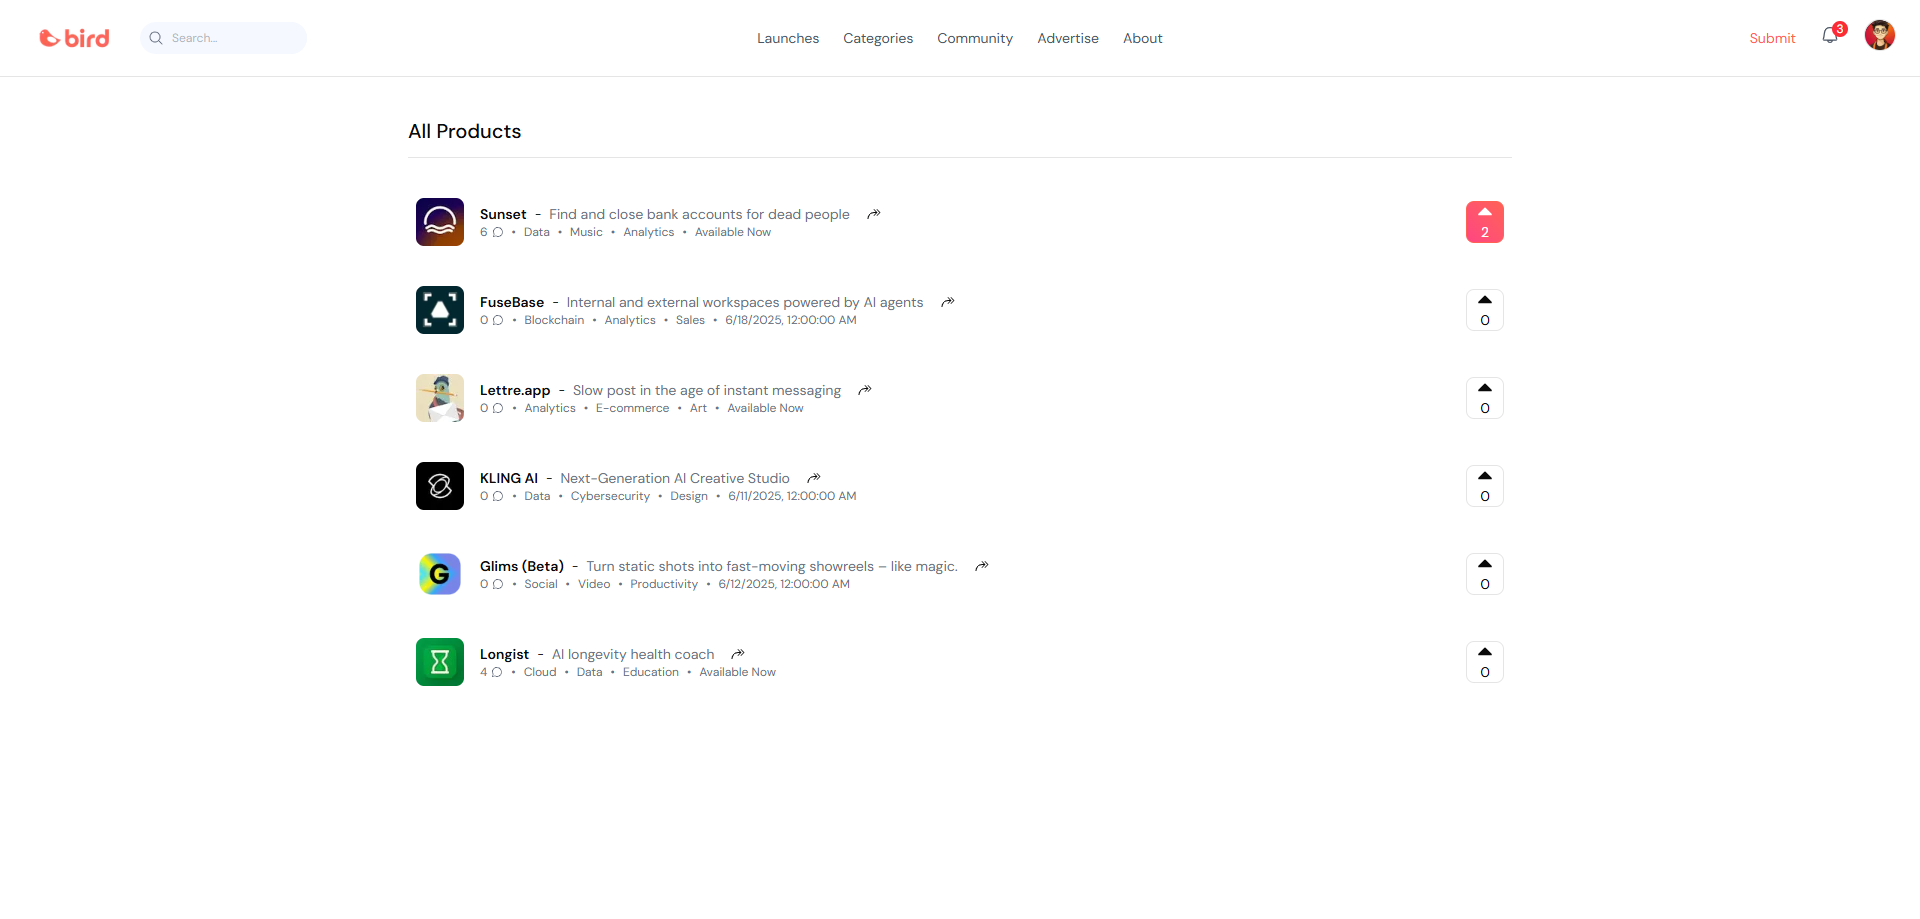 bird
Search...
Launches
Categories
Community
Advertise
About
Submit
3
All Products
Sunset - Find and close bank accounts for dead people
6 • Data • Music • Analytics • Available Now
2
FuseBase - Internal and external workspaces powered by AI agents
0 • Blockchain • Analytics • Sales • 6/18/2025, 12:00:00 AM
0
Lettre.app - Slow post in the age of instant messaging
0 • Analytics • E-commerce • Art • Available Now
0
KLING AI - Next-Generation AI Creative Studio
0 • Data • Cybersecurity • Design • 6/11/2025, 12:00:00 AM
0
G
Glims (Beta) - Turn static shots into fast-moving showreels – like magic.
0 • Social • Video • Productivity • 6/12/2025, 12:00:00 AM
0
Longist - AI longevity health coach
4 • Cloud • Data • Education • Available Now
0